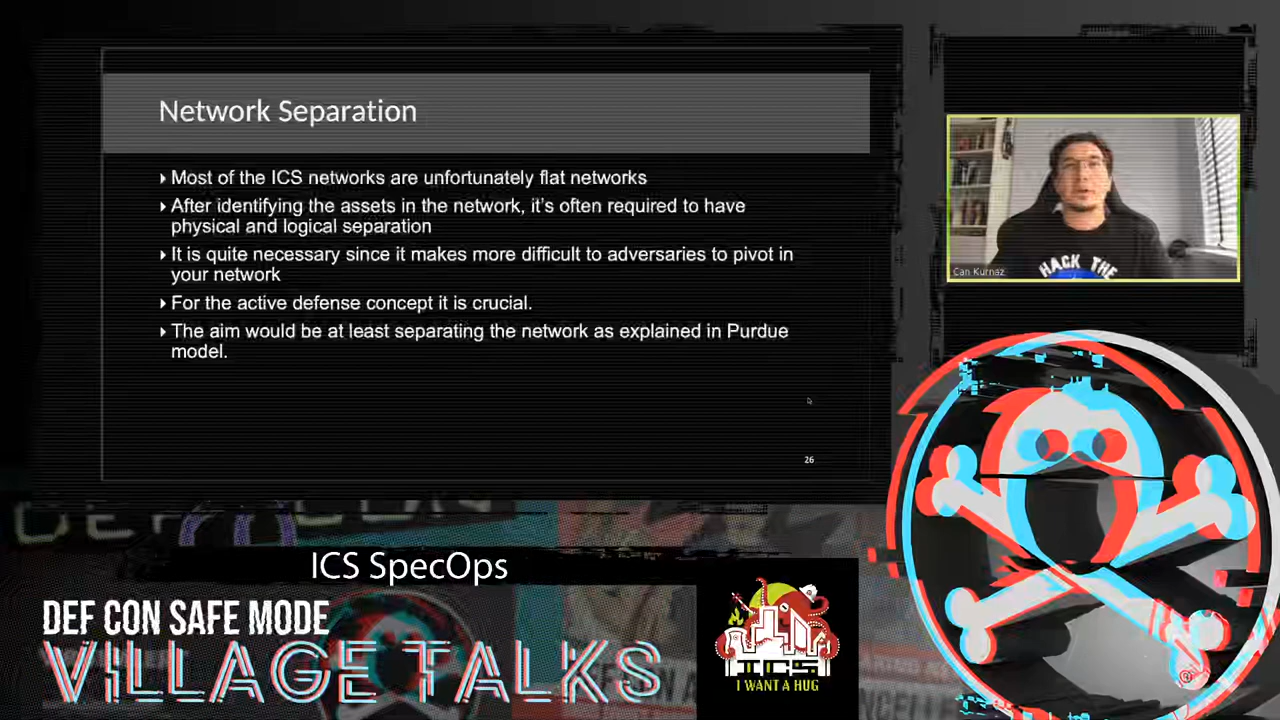 Network Separation
Most of the ICS networks are unfortunately flat networks
After identifying the assets in the network, it's often required to have
physical and logical separation
It is quite necessary since it makes more difficult to adversaries to pivot in
your network
For the active defense concept it is crucial.
The aim would be at least separating the network as explained in Purdue
model.
26
Can Kurnaz
HACK THE
DEF CON
ICS SpecOps
DEF CON SAFE MODE
VILLAGE TALKS
ICS
I WANT A HUG